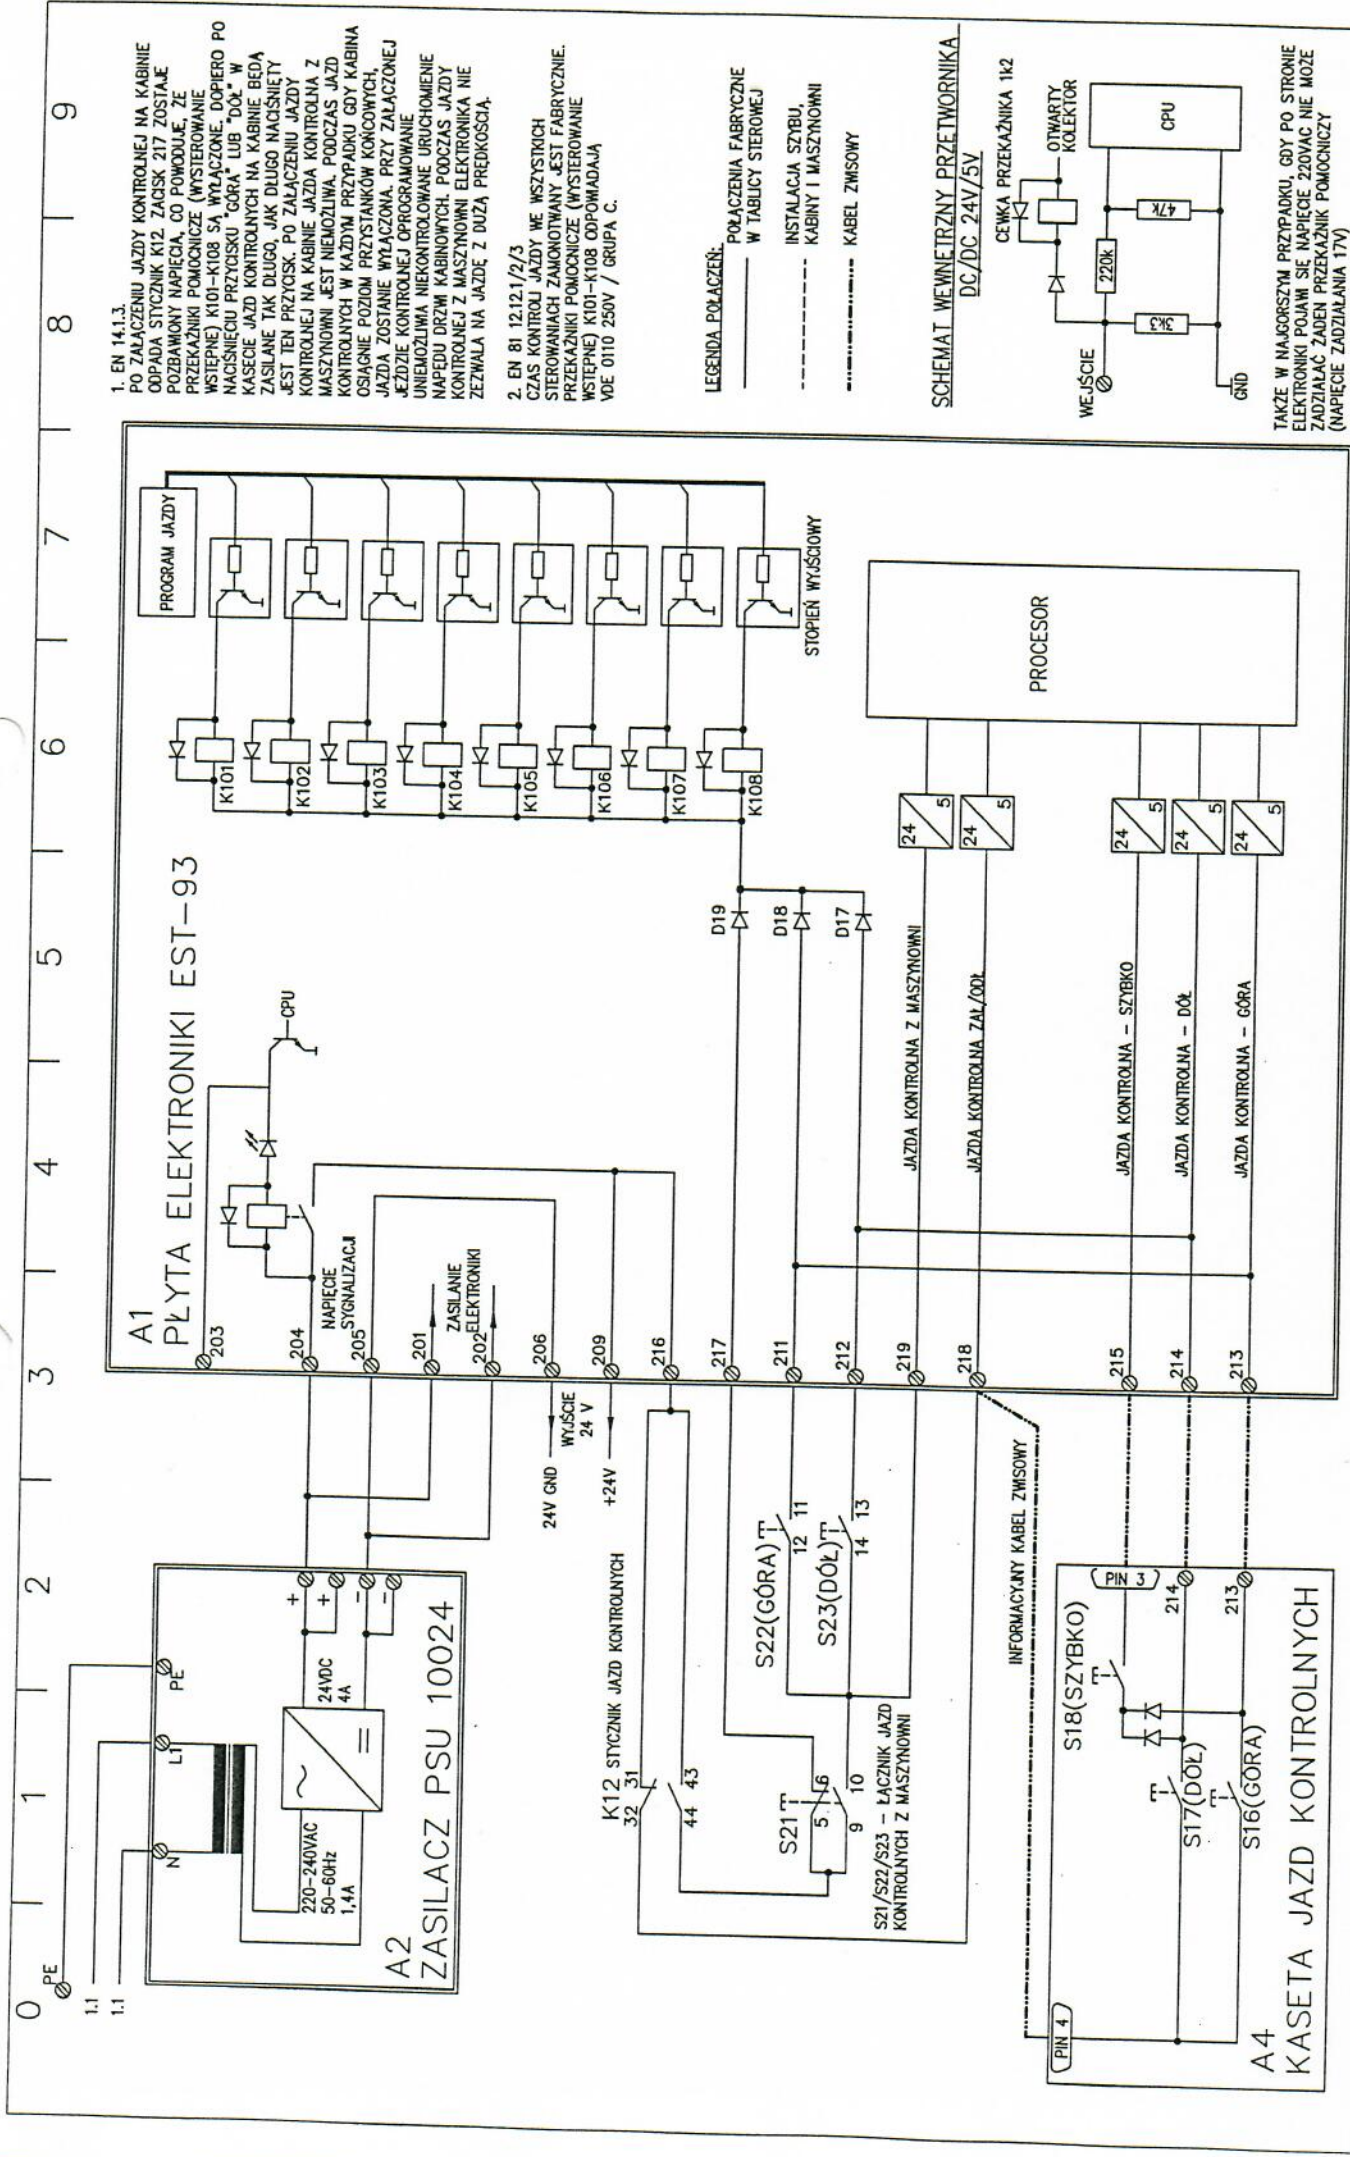 0
1
2
3
4
5
6
7
8
9
PE
1.1
1.1
N
L1
PE
220-240VAC
50-60Hz
1,4A
24VDC
4A
+
+
-
-
A2
ZASILACZ PSU 10024
24V GND
WYJŚCIE
24 V
+24V
K12 STYCZNIK JAZD KONTROLNYCH
32
31
44
43
S21
5
6
9
10
S22(GÓRA)
12
11
S23(DÓŁ)
14
13
S21/S22/S23 – ŁĄCZNIK JAZD
KONTROLNYCH Z MASZYNOWNI
INFORMACYJNY KABEL ZWISOWY
PIN 4
PIN 3
S18(SZYBKO)
S17(DÓŁ)
S16(GÓRA)
214
213
A4
KASETA JAZD KONTROLNYCH
A1
PŁYTA ELEKTRONIKI EST-93
203
204
205
201
202
206
209
216
217
211
212
219
218
215
214
213
NAPIĘCIE
SYGNALIZACJI
ZASILANIE
ELEKTRONIKI
CPU
D19
D18
D17
JAZDA KONTROLNA Z MASZYNOWNI
JAZDA KONTROLNA ZAŁ/ODŁ
JAZDA KONTROLNA – SZYBKO
JAZDA KONTROLNA – DÓŁ
JAZDA KONTROLNA – GÓRA
K101
K102
K103
K104
K105
K106
K107
K108
24
5
24
5
24
5
24
5
24
5
PROGRAM JAZDY
STOPIEŃ WYJŚCIOWY
PROCESOR
1. EN 14.1.3.
PO ZAŁĄCZENIU JAZDY KONTROLNEJ NA KABINIE
ODPADA STYCZNIK K12. ZACISK 217 ZOSTAJE
POZBAWIONY NAPIĘCIA, CO POWODUJE, ŻE
PRZEKAŹNIKI POMOCNICZE (WYSTEROWANIE
WSTĘPNE) K101-K108 SĄ WYŁĄCZONE. DOPIERO PO
NACIŚNIĘCIU PRZYCISKU "GÓRA" LUB "DÓŁ" W
KASECIE JAZD KONTROLNYCH NA KABINIE BĘDĄ
ZASILANE TAK DŁUGO, JAK DŁUGO NACIŚNIĘTY
JEST TEN PRZYCISK. PO ZAŁĄCZENIU JAZDY
KONTROLNEJ NA KABINIE JAZDA KONTROLNA Z
MASZYNOWNI JEST NIEMOŻLIWA. PODCZAS JAZD
KONTROLNYCH W KAŻDYM PRZYPADKU GDY KABINA
OSIĄGNIE POZIOM PRZYSTANKÓW KOŃCOWYCH,
JAZDA ZOSTANIE WYŁĄCZONA. PRZY ZAŁĄCZONEJ
JEŹDZIE KONTROLNEJ OPROGRAMOWANIE
UNIEMOŻLIWIA NIEKONTROLOWANE URUCHOMIENIE
NAPĘDU DRZWI KABINOWYCH. PODCZAS JAZDY
KONTROLNEJ Z MASZYNOWNI ELEKTRONIKA NIE
ZEZWALA NA JAZDĘ Z DUŻĄ PRĘDKOŚCIĄ.
2. EN 81 12.12.1/2/3
CZAS KONTROLI JAZDY WE WSZYSTKICH
STEROWANIACH ZAMONTOWANY JEST FABRYCZNIE.
PRZEKAŹNIKI POMOCNICZE (WYSTEROWANIE
WSTĘPNE) K101-K108 ODPOWIADAJĄ
VDE 0110 250V / GRUPA C.
LEGENDA POŁĄCZEŃ:
POŁĄCZENIA FABRYCZNE
W TABLICY STEROWEJ
INSTALACJA SZYBU,
KABINY I MASZYNOWNI
KABEL ZWISOWY
SCHEMAT WEWNĘTRZNY PRZETWORNIKA
DC/DC 24V/5V
CEWKA PRZEKAŹNIKA 1k2
OTWARTY
KOLEKTOR
WEJŚCIE
220k
3k3
47k
CPU
GND
TAKŻE W NAJGORSZYM PRZYPADKU, GDY PO STRONIE
ELEKTRONIKI POJAWI SIĘ NAPIĘCIE 220VAC NIE MOŻE
ZADZIAŁAĆ ŻADEN PRZEKAŹNIK POMOCNICZY
(NAPIĘCIE ZADZIAŁANIA 17V)